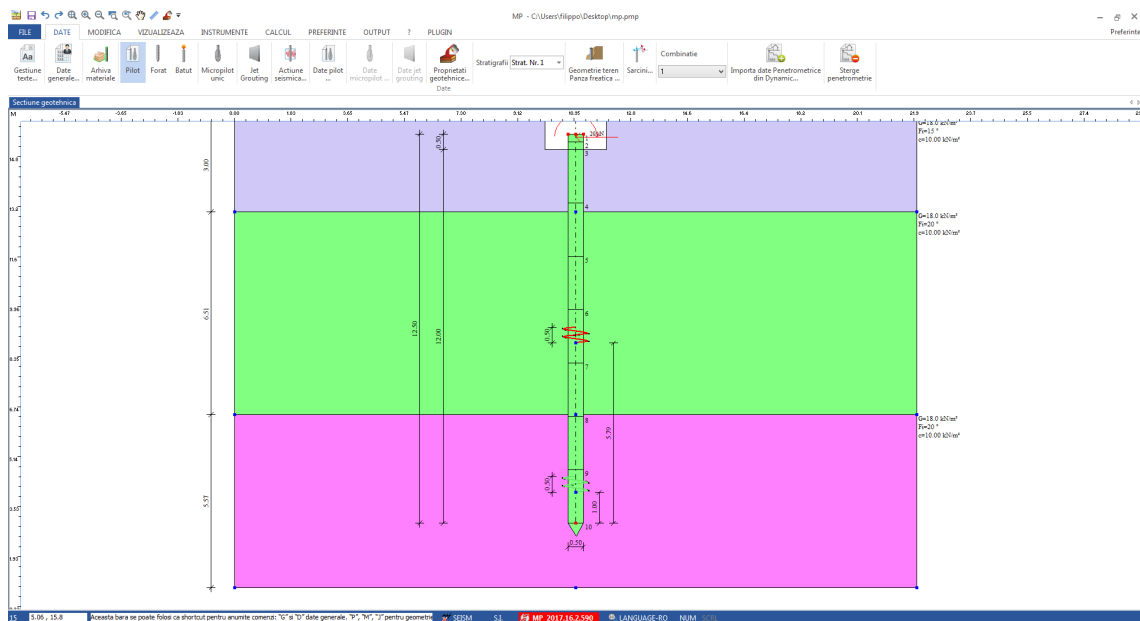 MP - C:\Users\filippo\Desktop\mp.pmp
FILE DATE MODIFICA VIZUALIZEAZA INSTRUMENTE CALCUL PREFERINTE OUTPUT ? PLUGIN Preferinte
Gestiune texte...
Date generale...
Arhiva materiale
Pilot
Forat
Batut
Micropilot unic
Jet Grouting
Actiune seismica...
Date pilot ...
Date micropilot ...
Date jet grouting
Proprietati geotehnice...
Stratigrafii Strat. Nr. 1
Geometrie teren Panza freatica ...
Sarcini...
Combinatie
1
Importa date Penetrometrice din Dynamic...
Sterge penetrometrie
Date
Sectiune geotehnica
M
G=18.0 kN/m³
Fi=15 °
c=10.00 kN/m²
G=18.0 kN/m³
Fi=20 °
c=10.00 kN/m²
G=18.0 kN/m³
Fi=20 °
c=10.00 kN/m²
3.00
6.51
5.57
12.50
12.00
0.50
0.50
0.50
5.70
1.00
0.50
1
2
3
4
5
6
7
8
9
10
15 5.06 , 15.8 Aceasta bara se poate folosi ca shortcut pentru anumite comenzi: "G" si "D" date generale. "P", "M", "J" pentru geometrie SEISM S.I. MP 2017.16.2.590 LANGUAGE-RO NUM SCRL